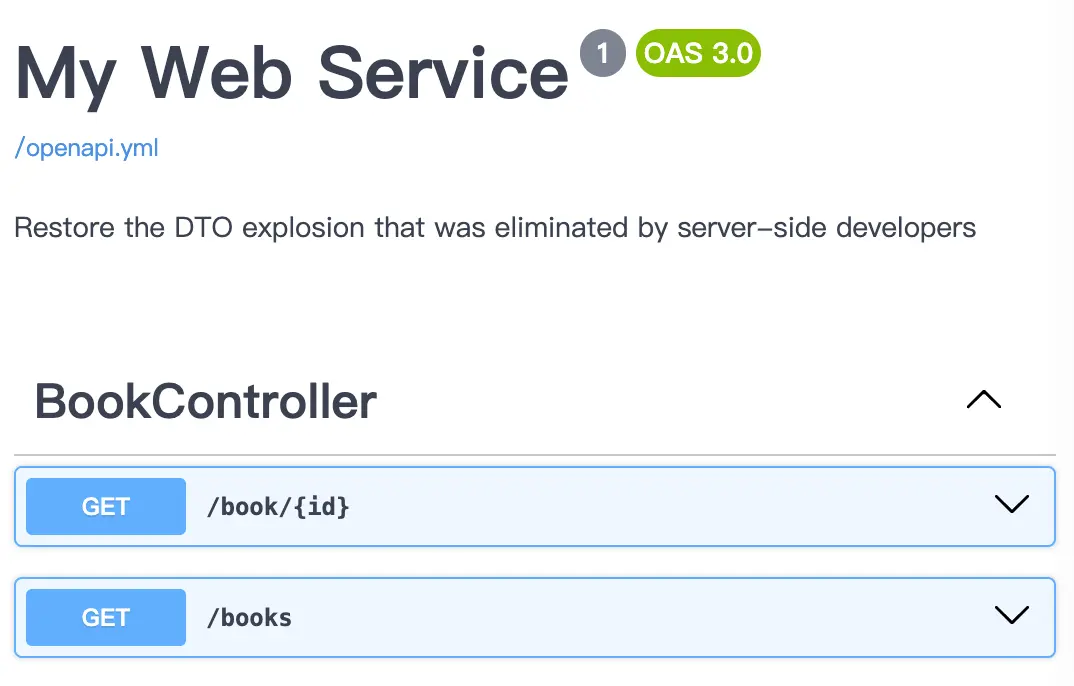 My Web Service 1 OAS 3.0
/openapi.yml
Restore the DTO explosion that was eliminated by server-side developers
BookController
GET /book/{id}
GET /books